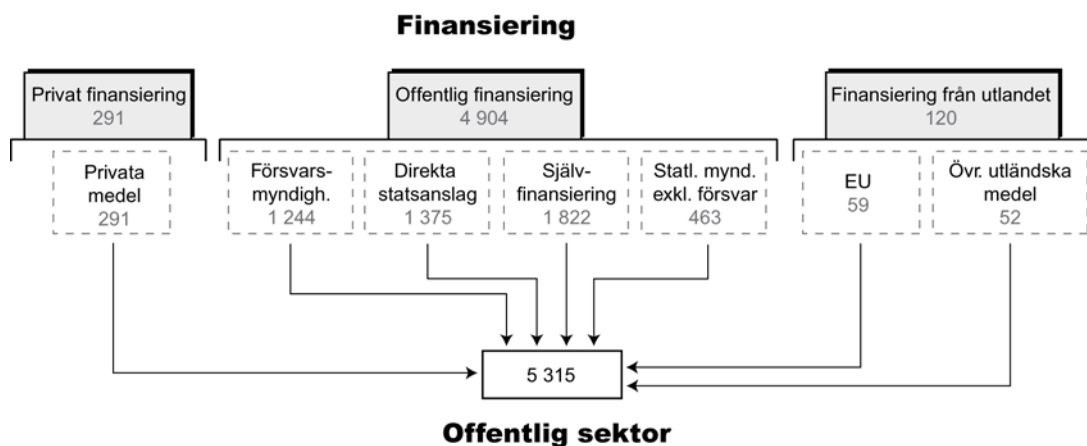 Finansiering
Privat finansiering
291
Offentlig finansiering
4 904
Finansiering från utlandet
120
Privata
medel
291
Försvars-
myndigh.
1 244
Direkta
statsanslag
1 375
Själv-
finansiering
1 822
Statl. mynd.
exkl. försvar
463
EU
59
Övr. utländska
medel
52
5 315
Offentlig sektor